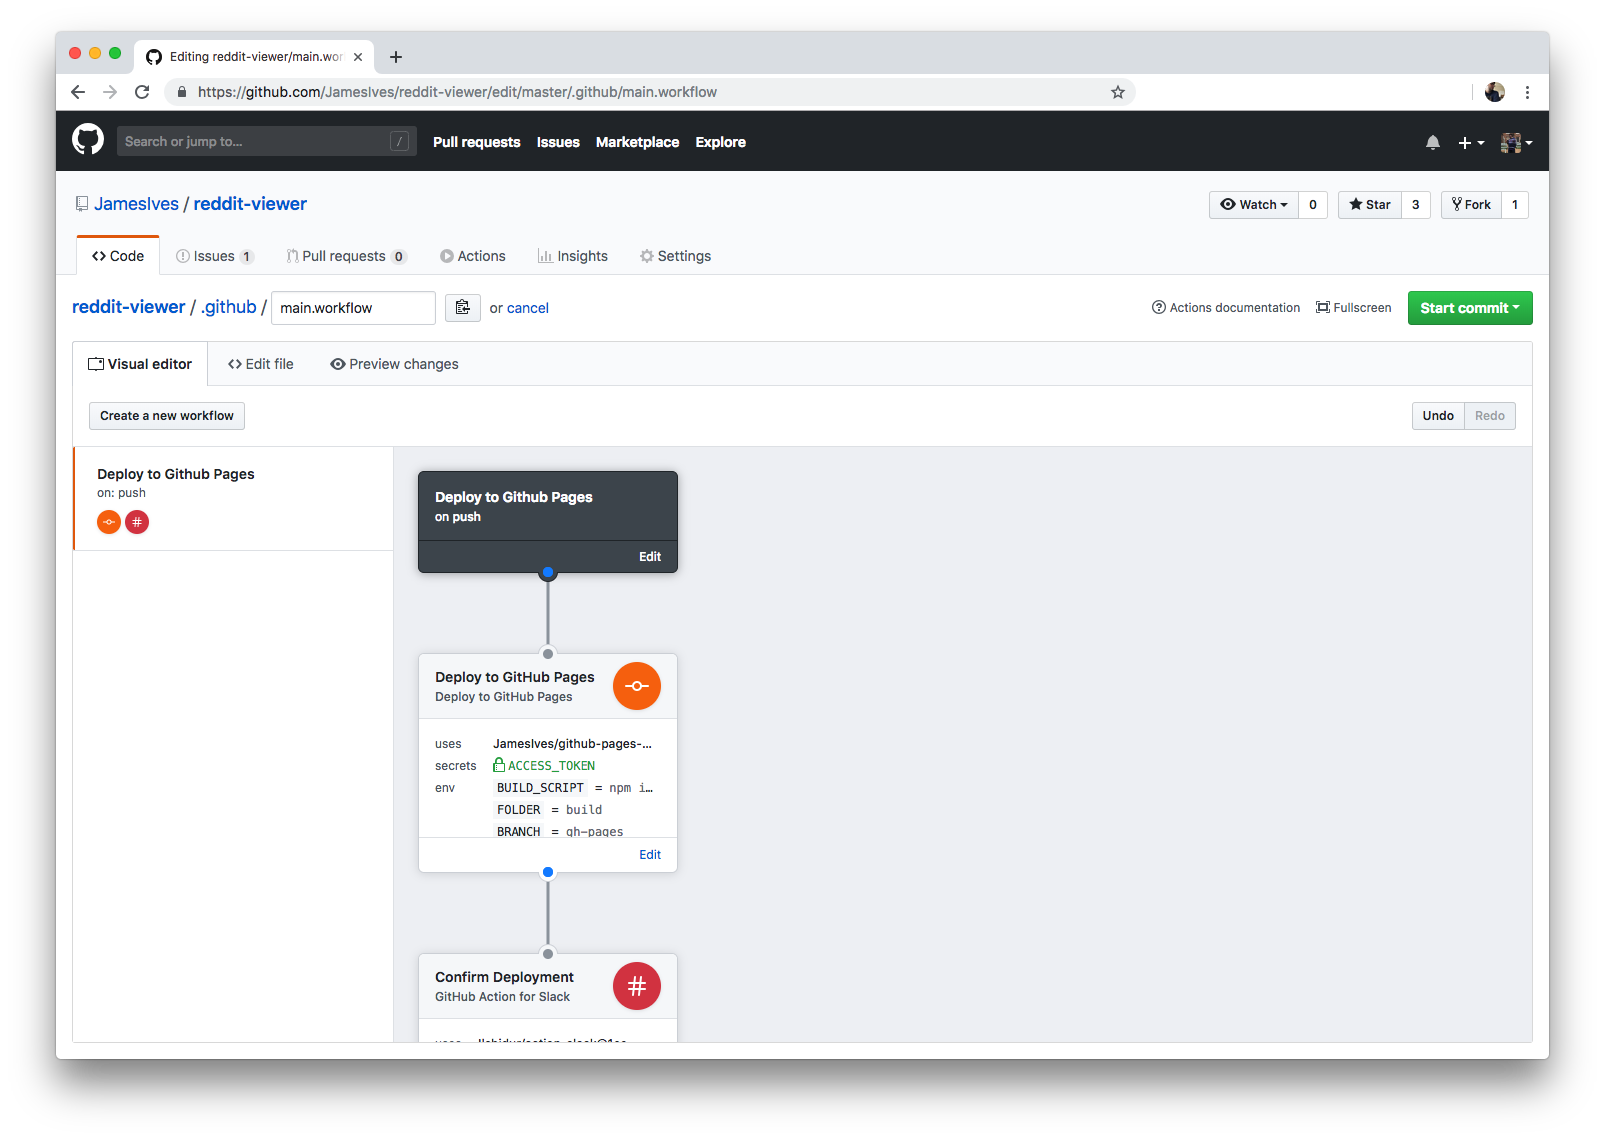 Editing reddit-viewer/main.wor
https://github.com/JamesIves/reddit-viewer/edit/master/.github/main.workflow
Search or jump to... / Pull requests Issues Marketplace Explore
JamesIves / reddit-viewer Watch 0 Star 3 Fork 1
Code Issues 1 Pull requests 0 Actions Insights Settings
reddit-viewer / .github / main.workflow or cancel Actions documentation Fullscreen Start commit
Visual editor Edit file Preview changes
Create a new workflow Undo Redo
Deploy to Github Pages
on: push
#
Deploy to Github Pages
on push
Edit
Deploy to GitHub Pages
Deploy to GitHub Pages
uses JamesIves/github-pages-...
secrets ACCESS_TOKEN
env BUILD_SCRIPT = npm i...
FOLDER = build
BRANCH = gh-pages
Edit
Confirm Deployment
GitHub Action for Slack
#
uses